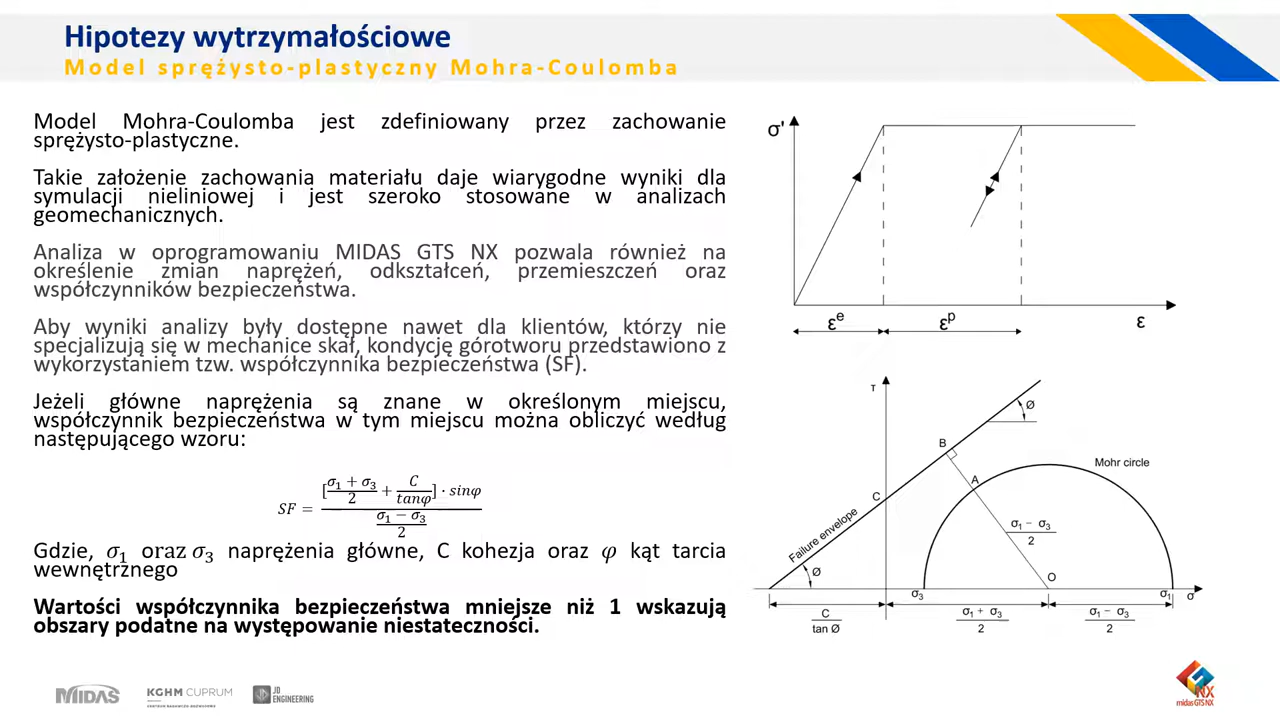 Hipotezy wytrzymałościowe
Model sprężysto-plastyczny Mohra-Coulomba
Model Mohra-Coulomba jest zdefiniowany przez zachowanie
sprężysto-plastyczne.
Takie założenie zachowania materiału daje wiarygodne wyniki dla
symulacji nieliniowej i jest szeroko stosowane w analizach
geomechanicznych.
Analiza w oprogramowaniu MIDAS GTS NX pozwala również na
określenie zmian naprężeń, odkształceń, przemieszczeń oraz
współczynników bezpieczeństwa.
Aby wyniki analizy były dostępne nawet dla klientów, którzy nie
specjalizują się w mechanice skał, kondycję górotworu przedstawiono z
wykorzystaniem tzw. współczynnika bezpieczeństwa (SF).
Jeżeli główne naprężenia są znane w określonym miejscu,
współczynnik bezpieczeństwa w tym miejscu można obliczyć według
następującego wzoru:
SF = [(σ1 + σ3)/2 + C/tanφ] · sinφ / ((σ1 − σ3)/2)
Gdzie, σ1 oraz σ3 naprężenia główne, C kohezja oraz φ kąt tarcia
wewnętrznego
Wartości współczynnika bezpieczeństwa mniejsze niż 1 wskazują
obszary podatne na występowanie niestateczności.
σ'
εe
εp
ε
τ
Ø
B
Mohr circle
A
C
Failure envelope
σ1 − σ3
2
Ø
O
σ3
σ1
σ
C
tan Ø
σ1 + σ3
2
σ1 − σ3
2
MIDAS
KGHM CUPRUM
JD
ENGINEERING
NX
midas GTS NX